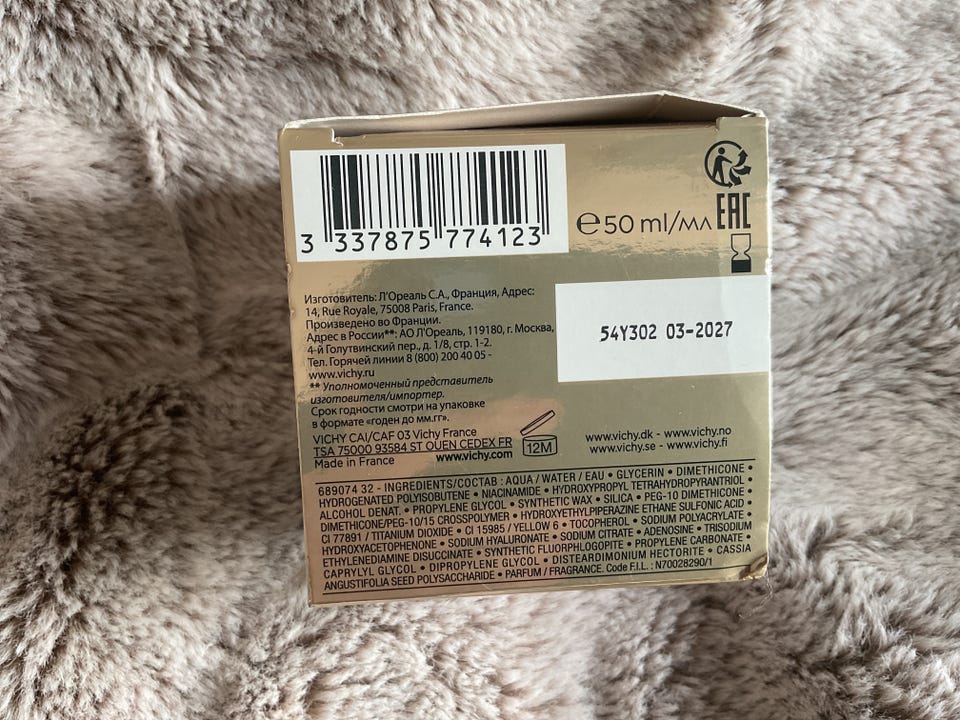 3 337875 774123
℮50 ml/мл
EAC
Изготовитель: Л'Ореаль С.А., Франция, Адрес:
14, Rue Royale, 75008 Paris, France.
Произведено во Франции.
Адрес в России**: АО Л'Ореаль, 119180, г. Москва,
4-й Голутвинский пер., д. 1/8, стр. 1-2.
Тел. Горячей линии 8 (800) 200 40 05 -
www.vichy.ru
** Уполномоченный представитель
изготовителя/импортер.
Срок годности смотри на упаковке
в формате «годен до мм.гг».
VICHY CAI/CAF 03 Vichy France
TSA 75000 93584 ST OUEN CEDEX FR
Made in France www.vichy.com
12M
54Y302 03-2027
www.vichy.dk - www.vichy.no
www.vichy.se - www.vichy.fi
689074 32 - INGREDIENTS/СОСТАВ : AQUA / WATER / EAU • GLYCERIN • DIMETHICONE •
HYDROGENATED POLYISOBUTENE • NIACINAMIDE • HYDROXYPROPYL TETRAHYDROPYRANTRIOL •
ALCOHOL DENAT. • PROPYLENE GLYCOL • SYNTHETIC WAX • SILICA • PEG-10 DIMETHICONE •
DIMETHICONE/PEG-10/15 CROSSPOLYMER • HYDROXYETHYLPIPERAZINE ETHANE SULFONIC ACID •
CI 77891 / TITANIUM DIOXIDE • CI 15985 / YELLOW 6 • TOCOPHEROL • SODIUM POLYACRYLATE •
HYDROXYACETOPHENONE • SODIUM HYALURONATE • SODIUM CITRATE • ADENOSINE • TRISODIUM
ETHYLENEDIAMINE DISUCCINATE • SYNTHETIC FLUORPHLOGOPITE • PROPYLENE CARBONATE •
CAPRYLYL GLYCOL • DIPROPYLENE GLYCOL • DISTEARDIMONIUM HECTORITE • CASSIA
ANGUSTIFOLIA SEED POLYSACCHARIDE • PARFUM / FRAGRANCE. Code F.I.L. : N70028290/1